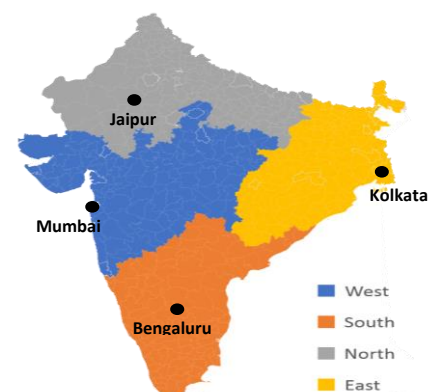 Jaipur
Kolkata
Mumbai
Bengaluru
West
South
North
East